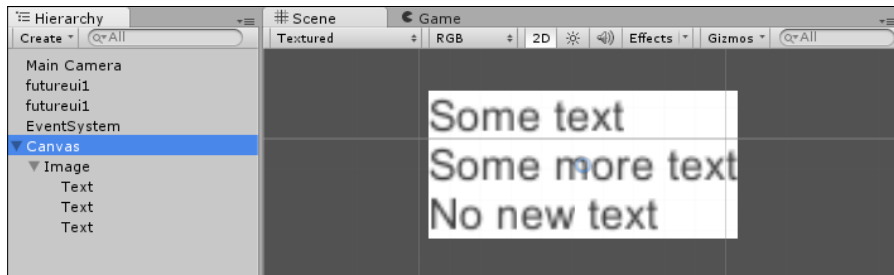 Hierarchy
Create All
Main Camera
futureui1
futureui1
EventSystem
Canvas
Image
Text
Text
Text
Scene Game
Textured RGB 2D Effects Gizmos All
Some text
Some more text
No new text